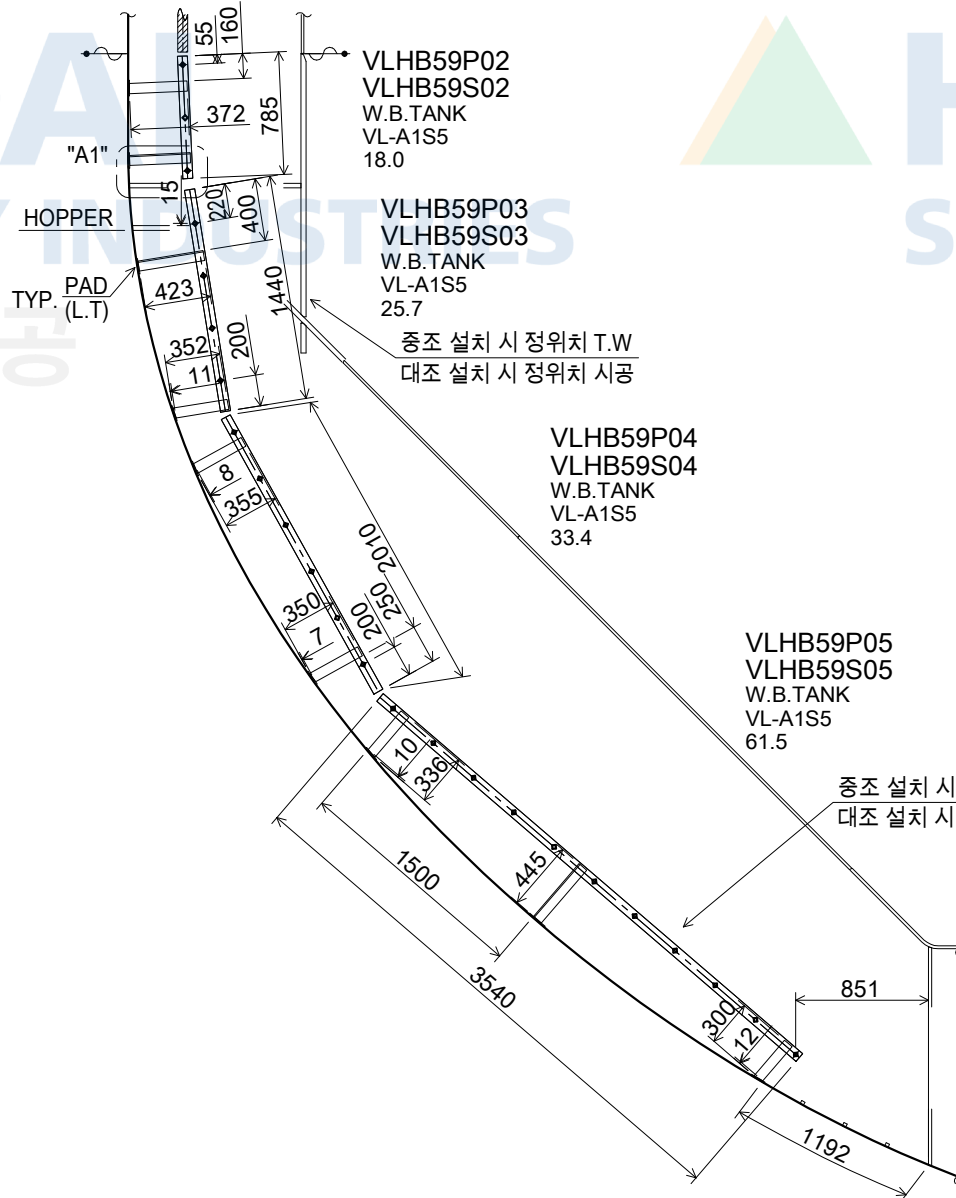 55
160
VLHB59P02
VLHB59S02
W.B.TANK
VL-A1S5
18.0
372
785
"A1"
15
220
400
HOPPER
VLHB59P03
VLHB59S03
W.B.TANK
VL-A1S5
25.7
TYP. PAD
(L.T)
423
1440
352
200
11
중조 설치 시 정위치 T.W
대조 설치 시 정위치 시공
VLHB59P04
VLHB59S04
W.B.TANK
VL-A1S5
33.4
8
355
2010
250
200
350
7
VLHB59P05
VLHB59S05
W.B.TANK
VL-A1S5
61.5
10
336
중조 설치 시
대조 설치 시
1500
445
3540
851
300
12
1192
INDUSTRIES